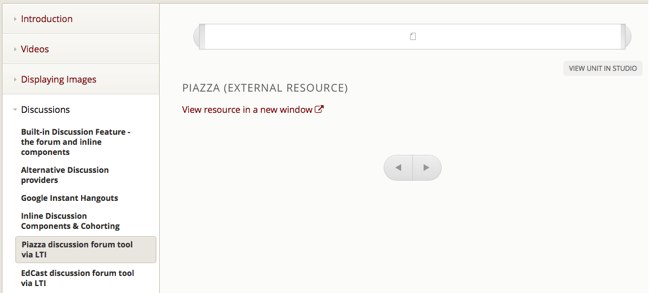 Introduction
Videos
Displaying Images
Discussions
Built-in Discussion Feature -
the forum and inline
components
Alternative Discussion
providers
Google Instant Hangouts
Inline Discussion
Components & Cohorting
Piazza discussion forum tool
via LTI
EdCast discussion forum tool
via LTI
VIEW UNIT IN STUDIO
PIAZZA (EXTERNAL RESOURCE)
View resource in a new window